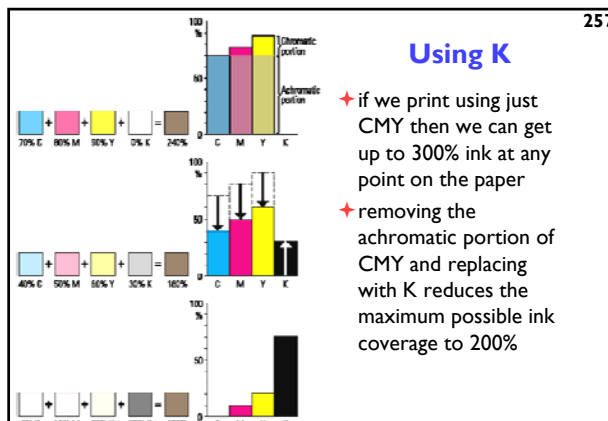 257
Using K
if we print using just
CMY then we can get
up to 300% ink at any
point on the paper
removing the
achromatic portion of
CMY and replacing
with K reduces the
maximum possible ink
coverage to 200%
100
%
Chromatic
portion
50
Achromatic
portion
0
C M Y K
+ + + =
70% C 80% M 90% Y 0% K 240%
100
%
50
0
C M Y K
+ + + =
40% C 50% M 60% Y 30% K 180%
100
%
50
0
+ + + =